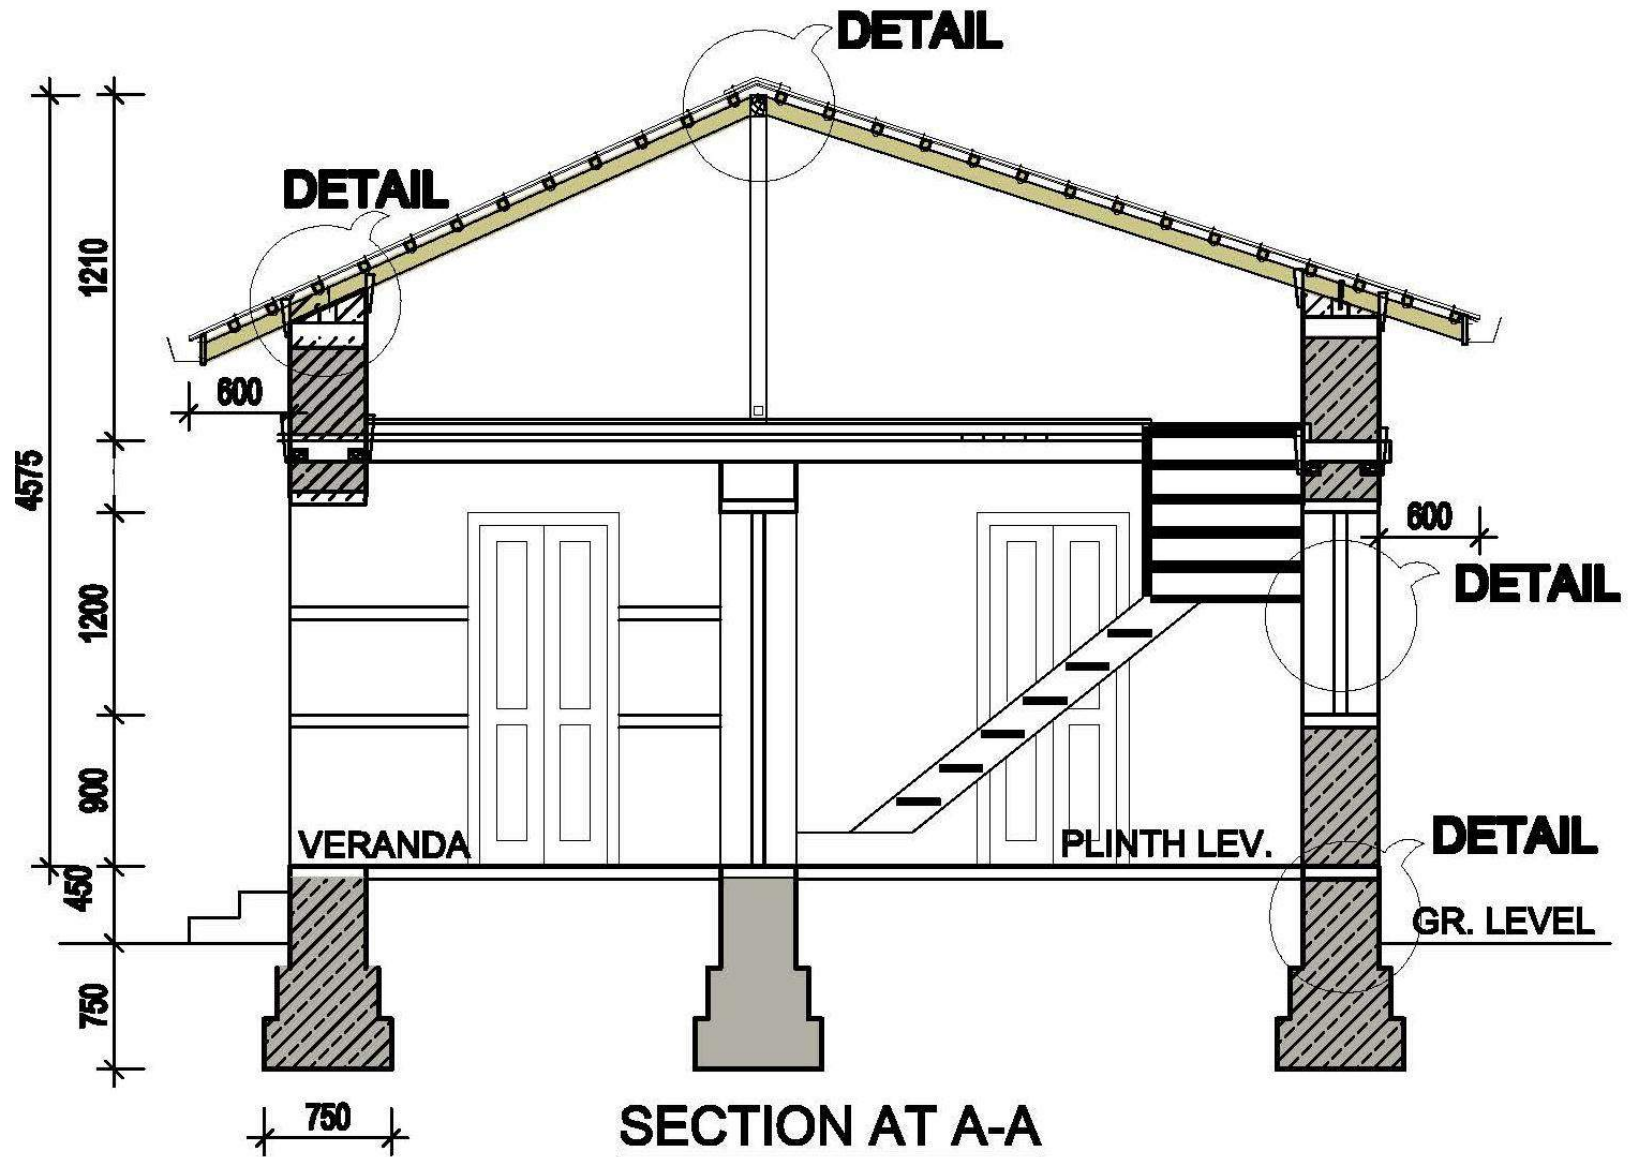 DETAIL
DETAIL
1210
600
4575
600
DETAIL
1200
900
VERANDA
PLINTH LEV.
DETAIL
450
GR. LEVEL
750
750
SECTION AT A-A